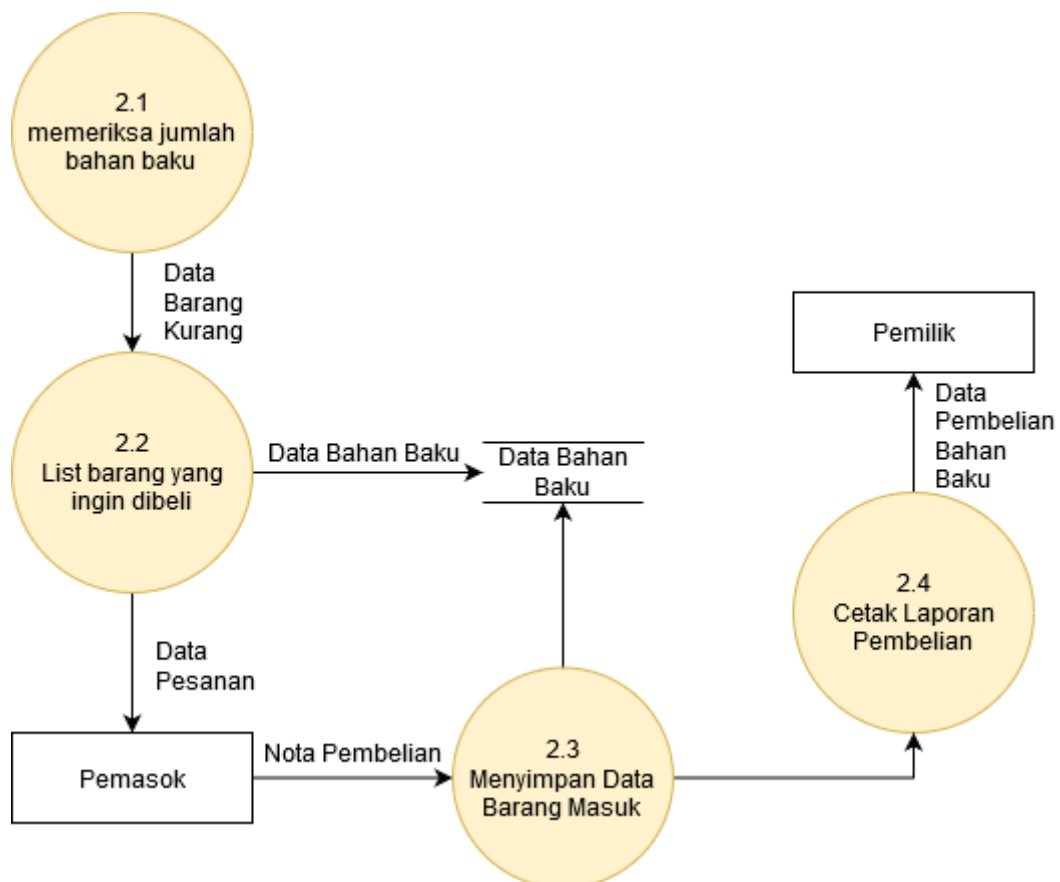 2.1
memeriksa jumlah
bahan baku
Data
Barang
Kurang
Pemilik
2.2
List barang yang
ingin dibeli
Data Bahan Baku
Data Bahan
Baku
Data
Pembelian
Bahan
Baku
2.4
Cetak Laporan
Pembelian
Data
Pesanan
Pemasok
Nota Pembelian
2.3
Menyimpan Data
Barang Masuk